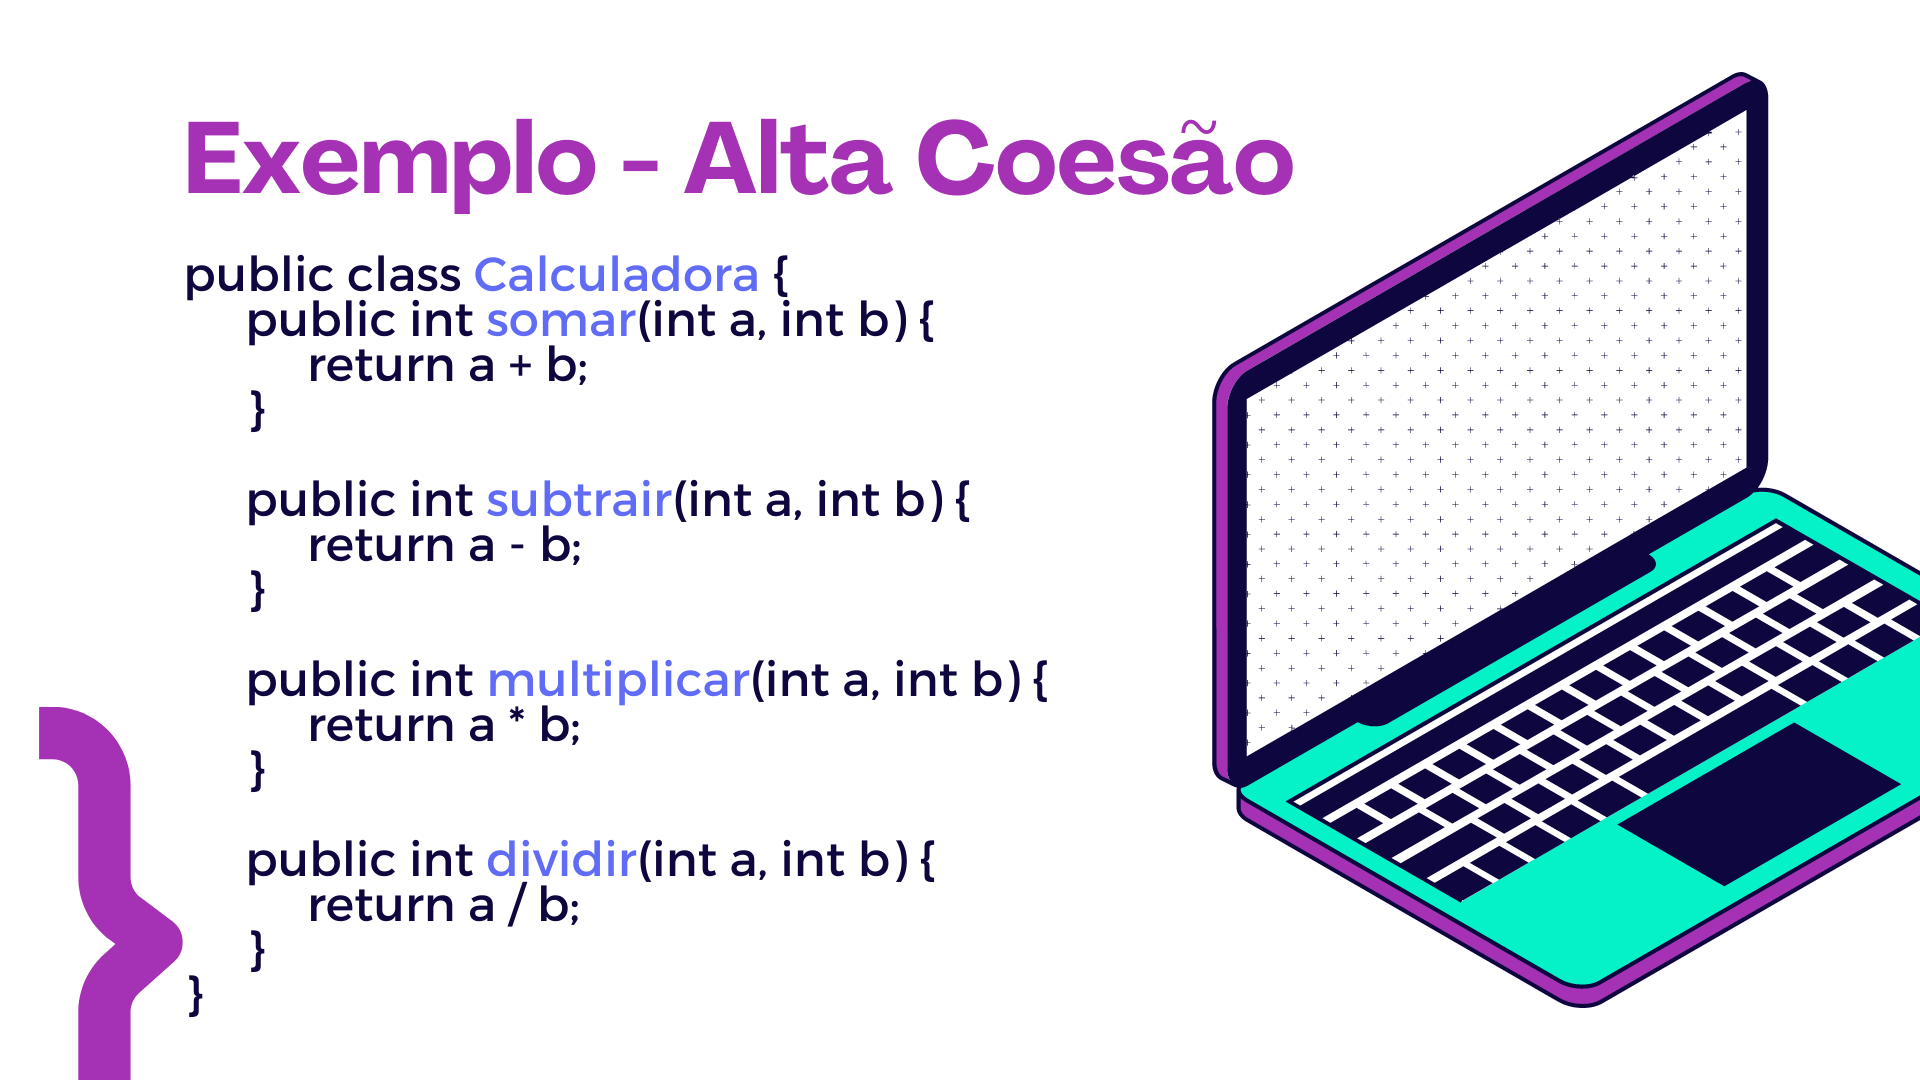 Exemplo - Alta Coesão
public class Calculadora {
public int somar(int a, int b) {
return a + b;
}
public int subtrair(int a, int b) {
return a - b;
}
public int multiplicar(int a, int b) {
return a * b;
}
public int dividir(int a, int b) {
return a / b;
}
}